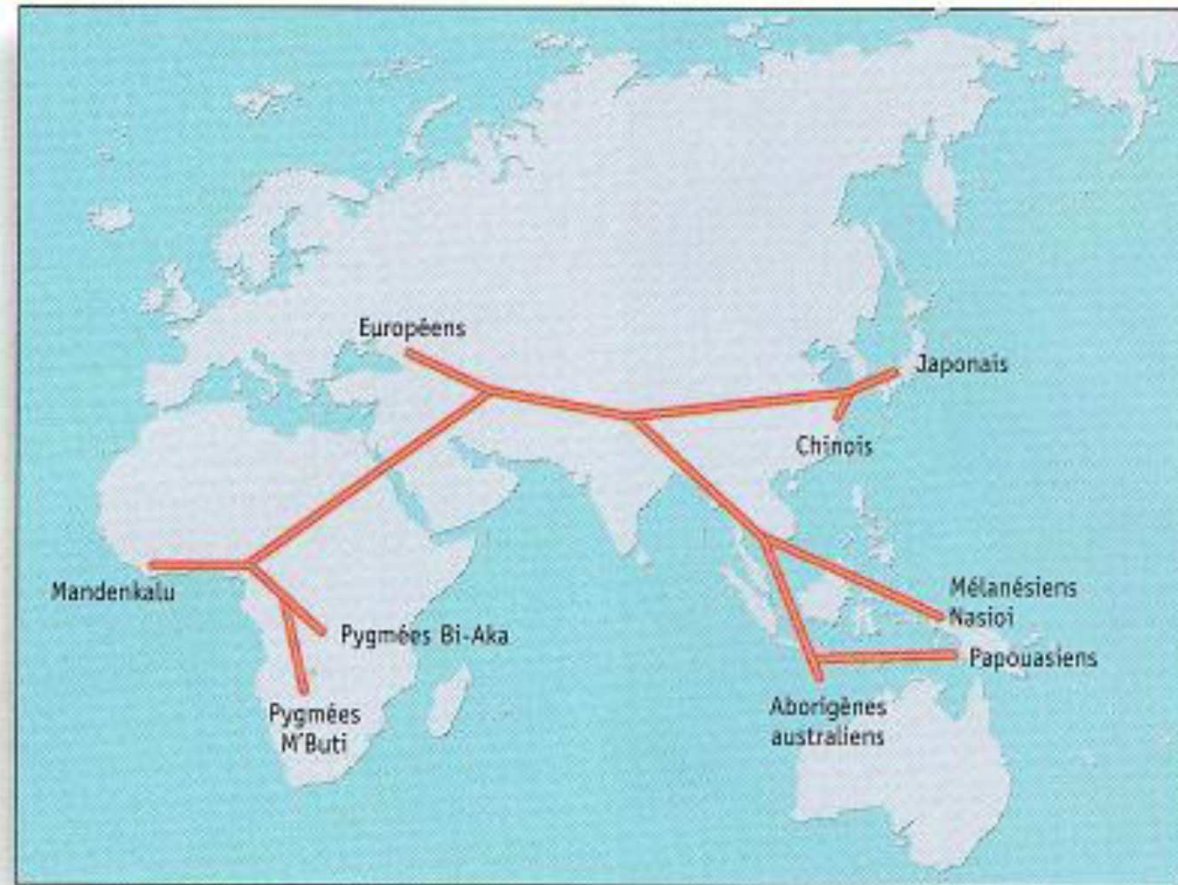 Européens
Japonais
Chinois
Mandenkalu
Mélanésiens
Nasioi
Pygmées Bi-Aka
Papouasiens
Pygmées
M'Buti
Aborigènes
australiens